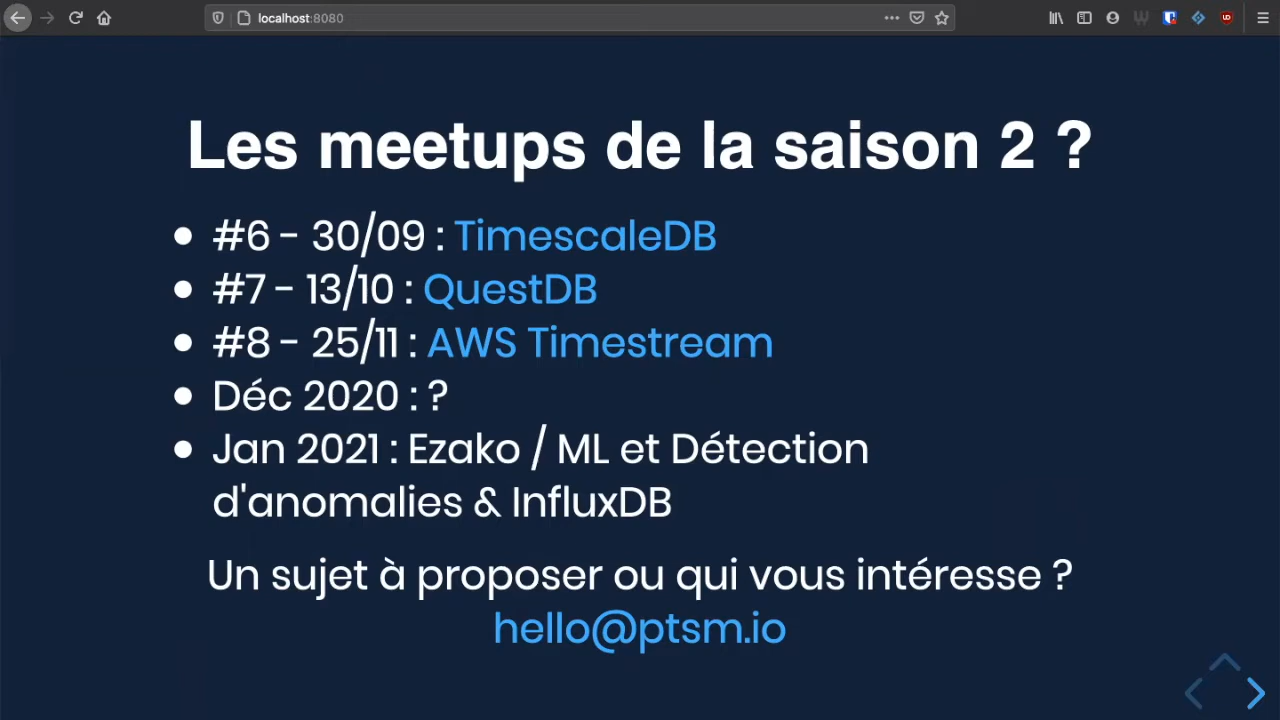 localhost:8080
Les meetups de la saison 2 ?
#6 - 30/09 : TimescaleDB
#7 - 13/10 : QuestDB
#8 - 25/11 : AWS Timestream
Déc 2020 : ?
Jan 2021 : Ezako / ML et Détection
d'anomalies & InfluxDB
Un sujet à proposer ou qui vous intéresse ?
hello@ptsm.io